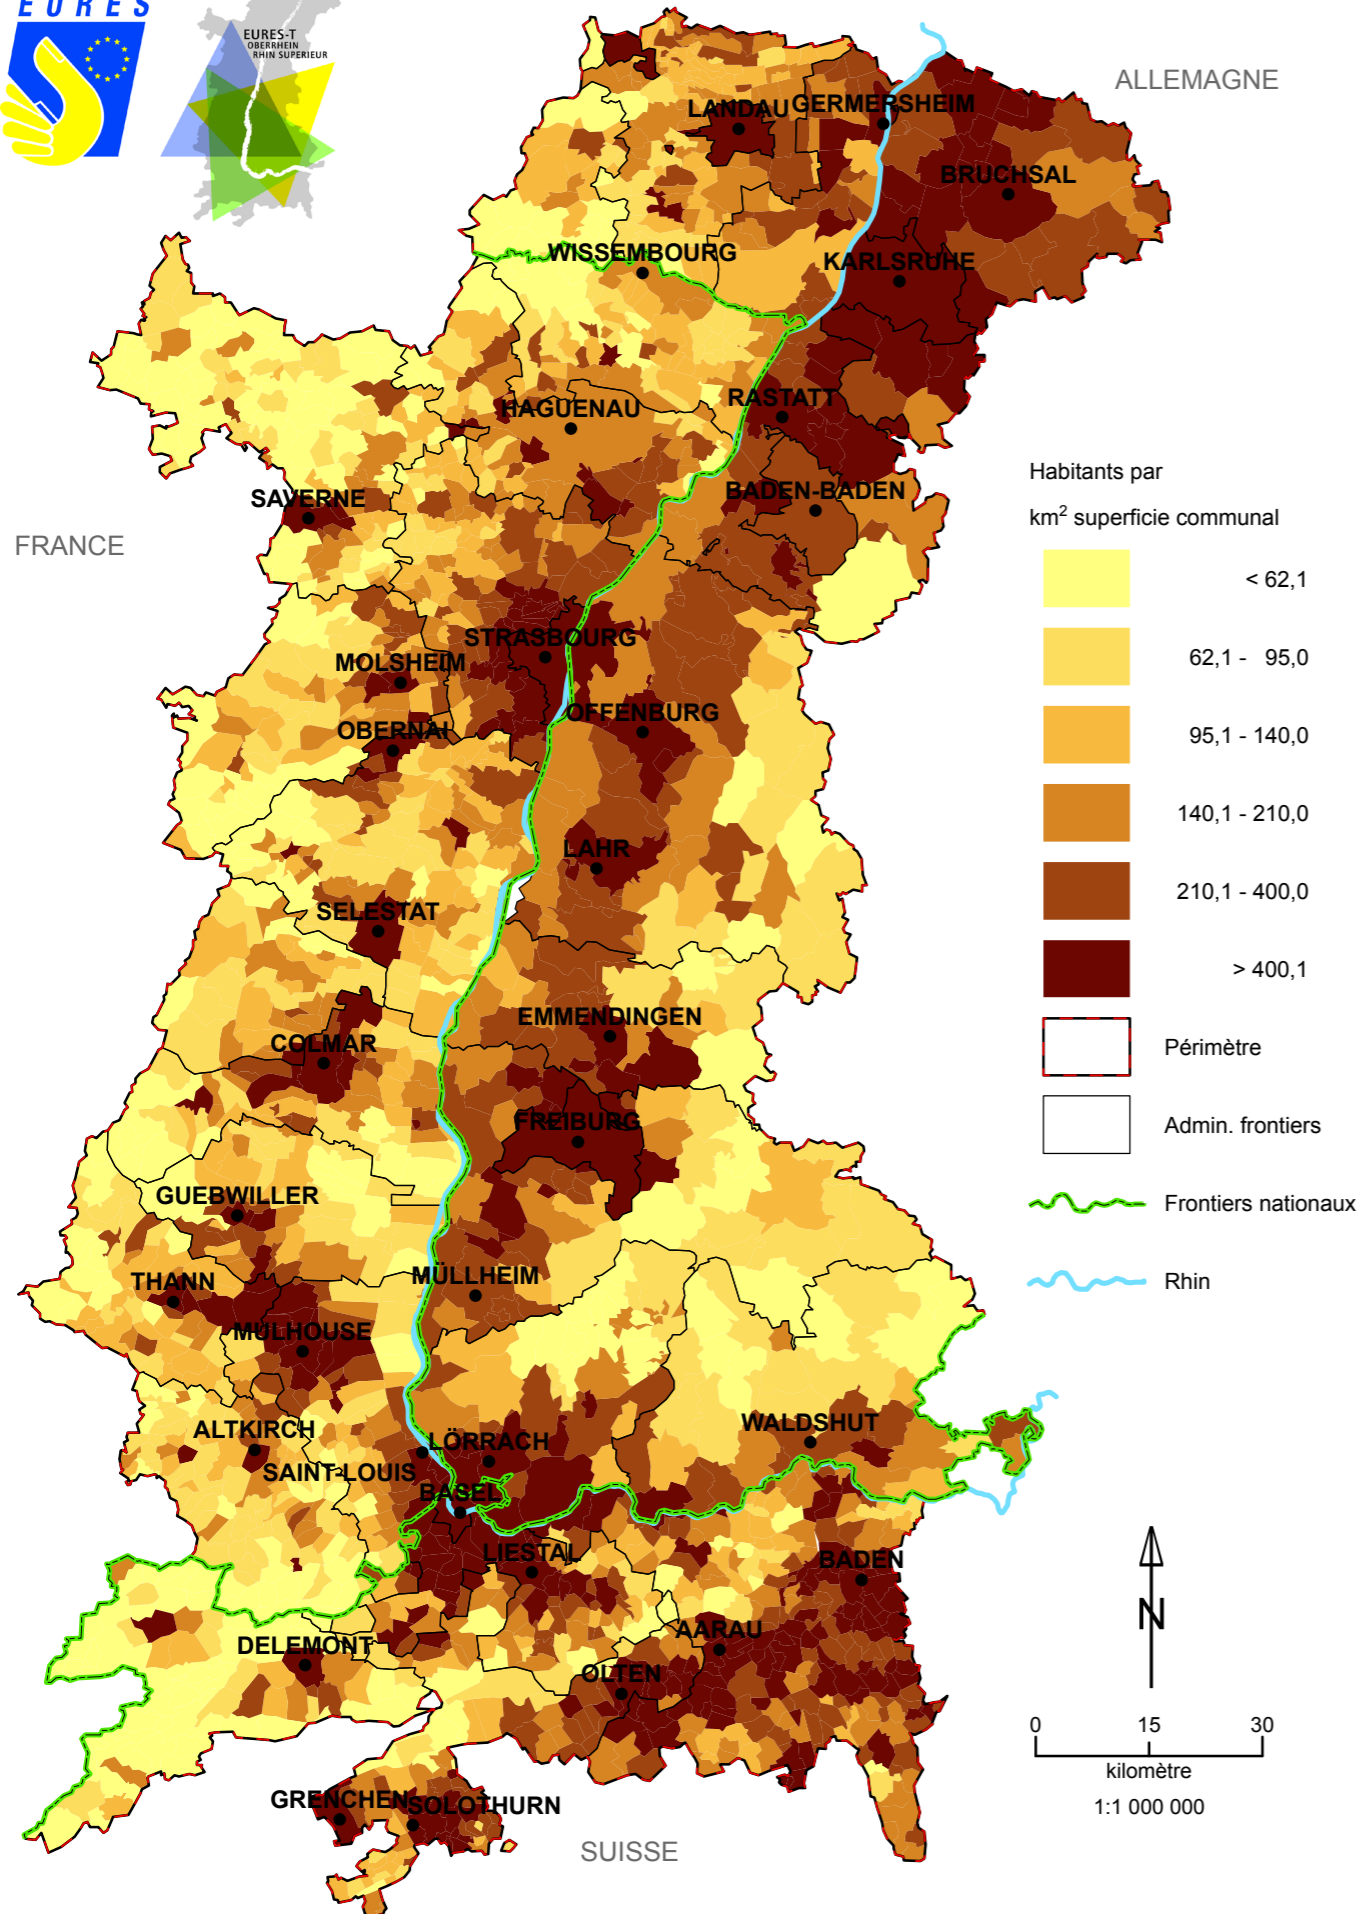 EURES
EURES-T
OBERRHEIN
RHIN SUPERIEUR
ALLEMAGNE
LANDAU
GERMERSHEIM
BRUCHSAL
WISSEMBOURG
KARLSRUHE
RASTATT
HAGUENAU
BADEN-BADEN
SAVERNE
FRANCE
STRASBOURG
MOLSHEIM
OFFENBURG
OBERNAI
LAHR
SELESTAT
EMMENDINGEN
COLMAR
FREIBURG
GUEBWILLER
MÜLLHEIM
THANN
MULHOUSE
ALTKIRCH
LÖRRACH
WALDSHUT
SAINT-LOUIS
BASEL
LIESTAL
BADEN
AARAU
DELEMONT
OLTEN
GRENCHEN
SOLOTHURN
SUISSE
Habitants par
km² superficie communal
< 62,1
62,1 - 95,0
95,1 - 140,0
140,1 - 210,0
210,1 - 400,0
> 400,1
Périmètre
Admin. frontiers
Frontiers nationaux
Rhin
N
0 15 30
kilomètre
1:1 000 000